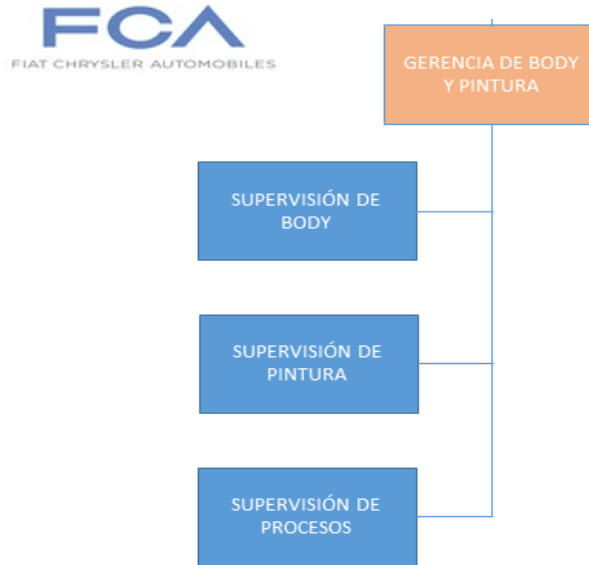 FCA
FIAT CHRYSLER AUTOMOBILES
GERENCIA DE BODY
Y PINTURA
SUPERVISIÓN DE
BODY
SUPERVISIÓN DE
PINTURA
SUPERVISIÓN DE
PROCESOS